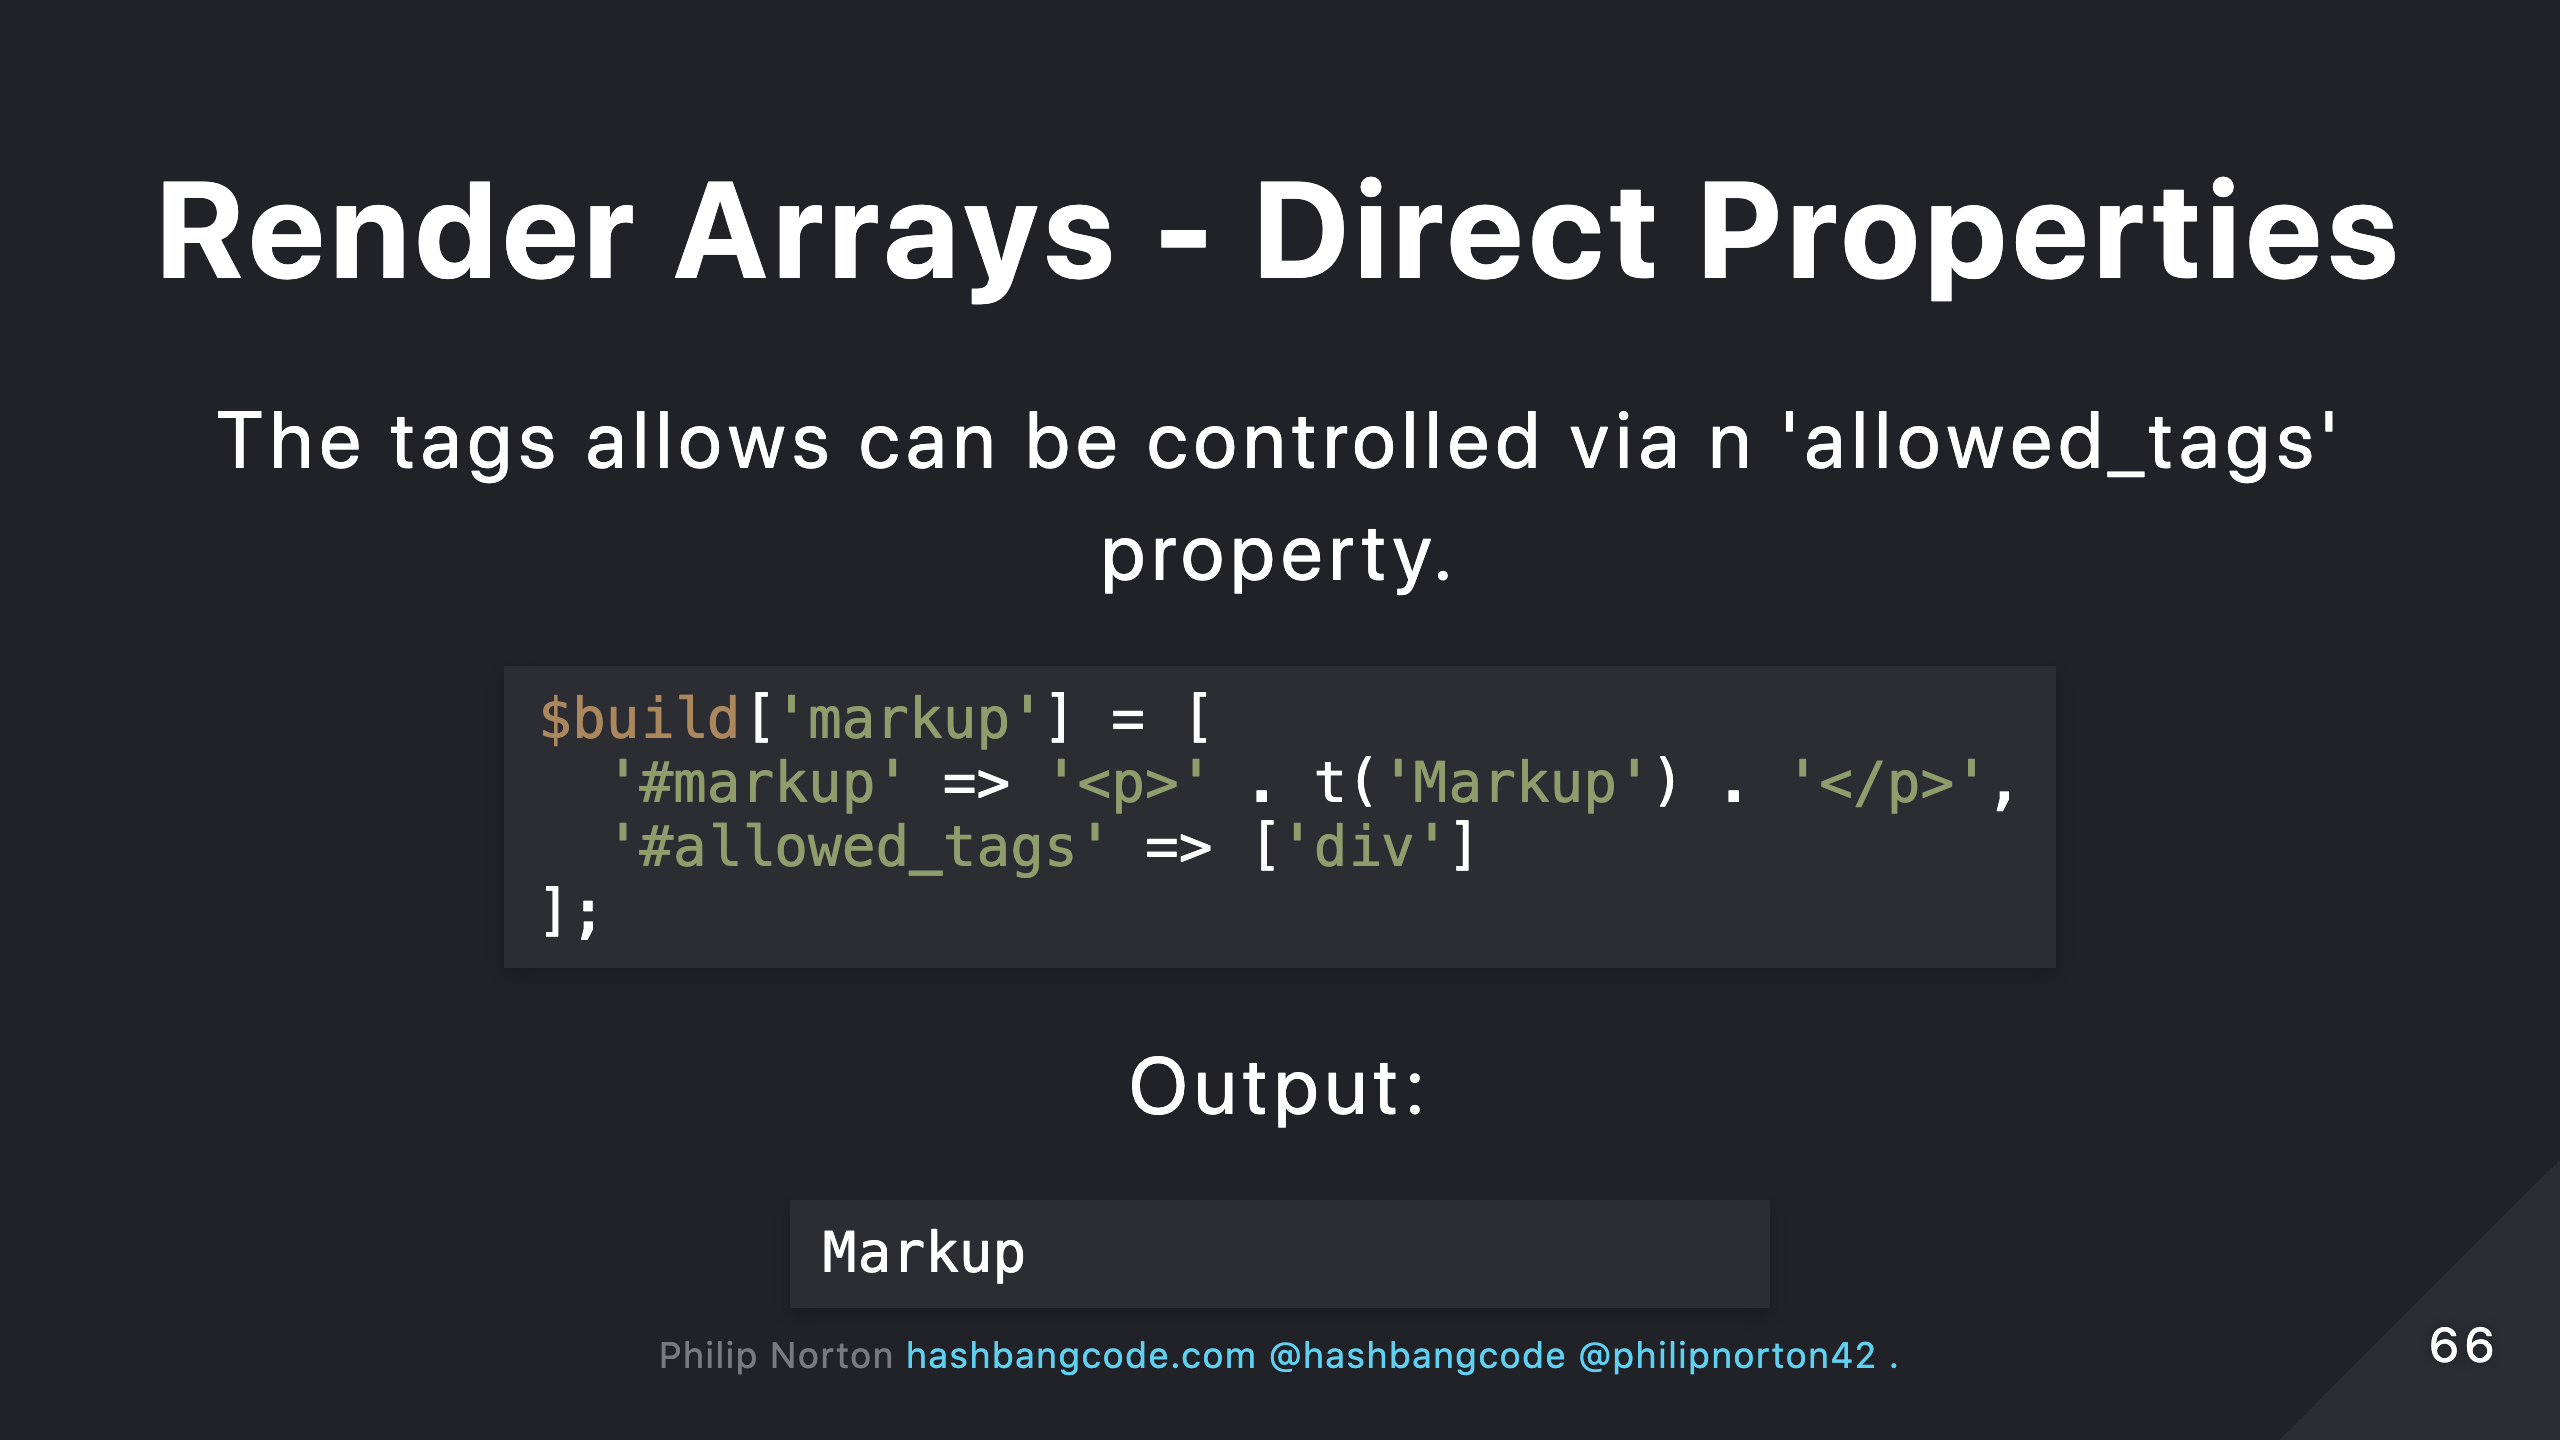 Render Arrays - Direct Properties
The tags allows can be controlled via n 'allowed_tags'
property.
$build['markup'] = [
  '#markup' => '<p>' . t('Markup') . '</p>',
  '#allowed_tags' => ['div']
];
Output:
Markup
Philip Norton hashbangcode.com @hashbangcode @philipnorton42 .
66